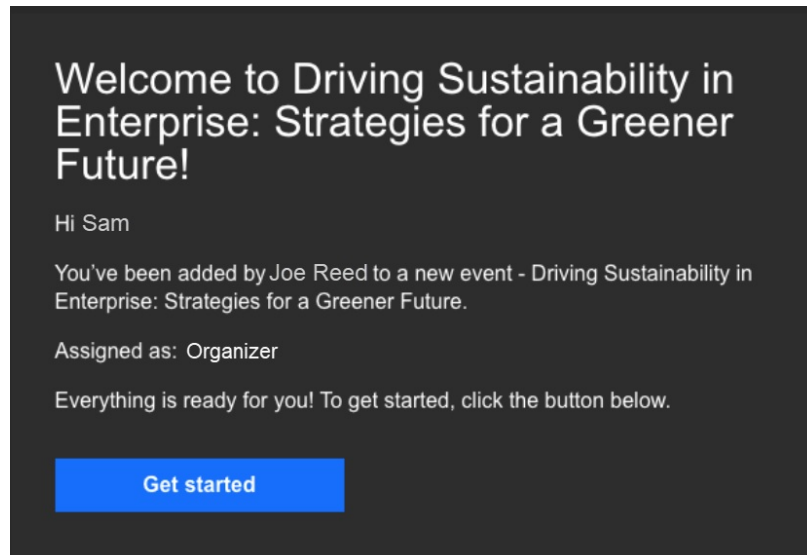 Welcome to Driving Sustainability in
Enterprise: Strategies for a Greener
Future!
Hi Sam
You’ve been added by Joe Reed to a new event - Driving Sustainability in
Enterprise: Strategies for a Greener Future.
Assigned as: Organizer
Everything is ready for you! To get started, click the button below.
Get started